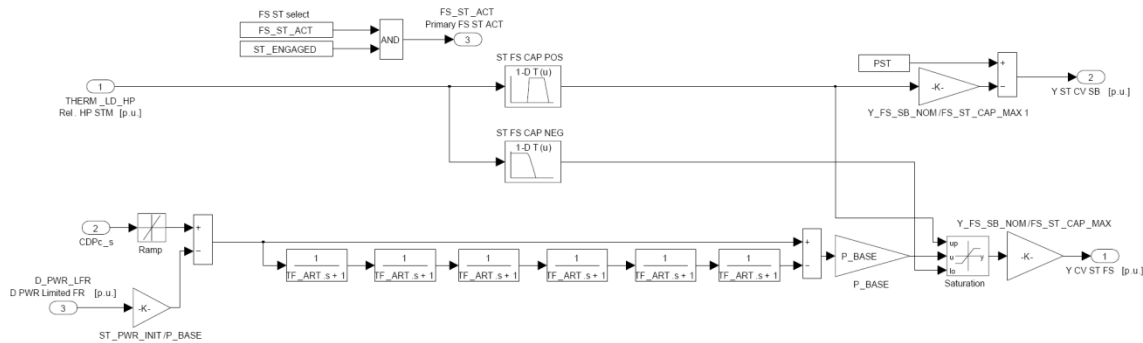 FS ST select
FS_ST_ACT
ST_ENGAGED
AND
FS_ST_ACT
Primary FS ST ACT
3
ST FS CAP POS
1-D T(u)
1
THERM _LD_HP
Rel . HP STM [p.u.]
PST
+
−
2
Y ST CV SB [p.u.]
-K-
Y_FS_SB_NOM /FS_ST_CAP_MAX 1
ST FS CAP NEG
1-D T(u)
2
CDPc_s
Ramp
+
−
D_PWR_LFR
D PWR Limited FR [p.u.]
3
-K-
ST_PWR_INIT /P_BASE
1
TF_ART .s + 1
1
TF_ART .s + 1
1
TF_ART .s + 1
1
TF_ART .s + 1
1
TF_ART .s + 1
1
TF_ART .s + 1
+
−
P_BASE
P_BASE
up
u
lo
y
Saturation
Y_FS_SB_NOM /FS_ST_CAP_MAX
-K-
1
Y CV ST FS [p.u.]